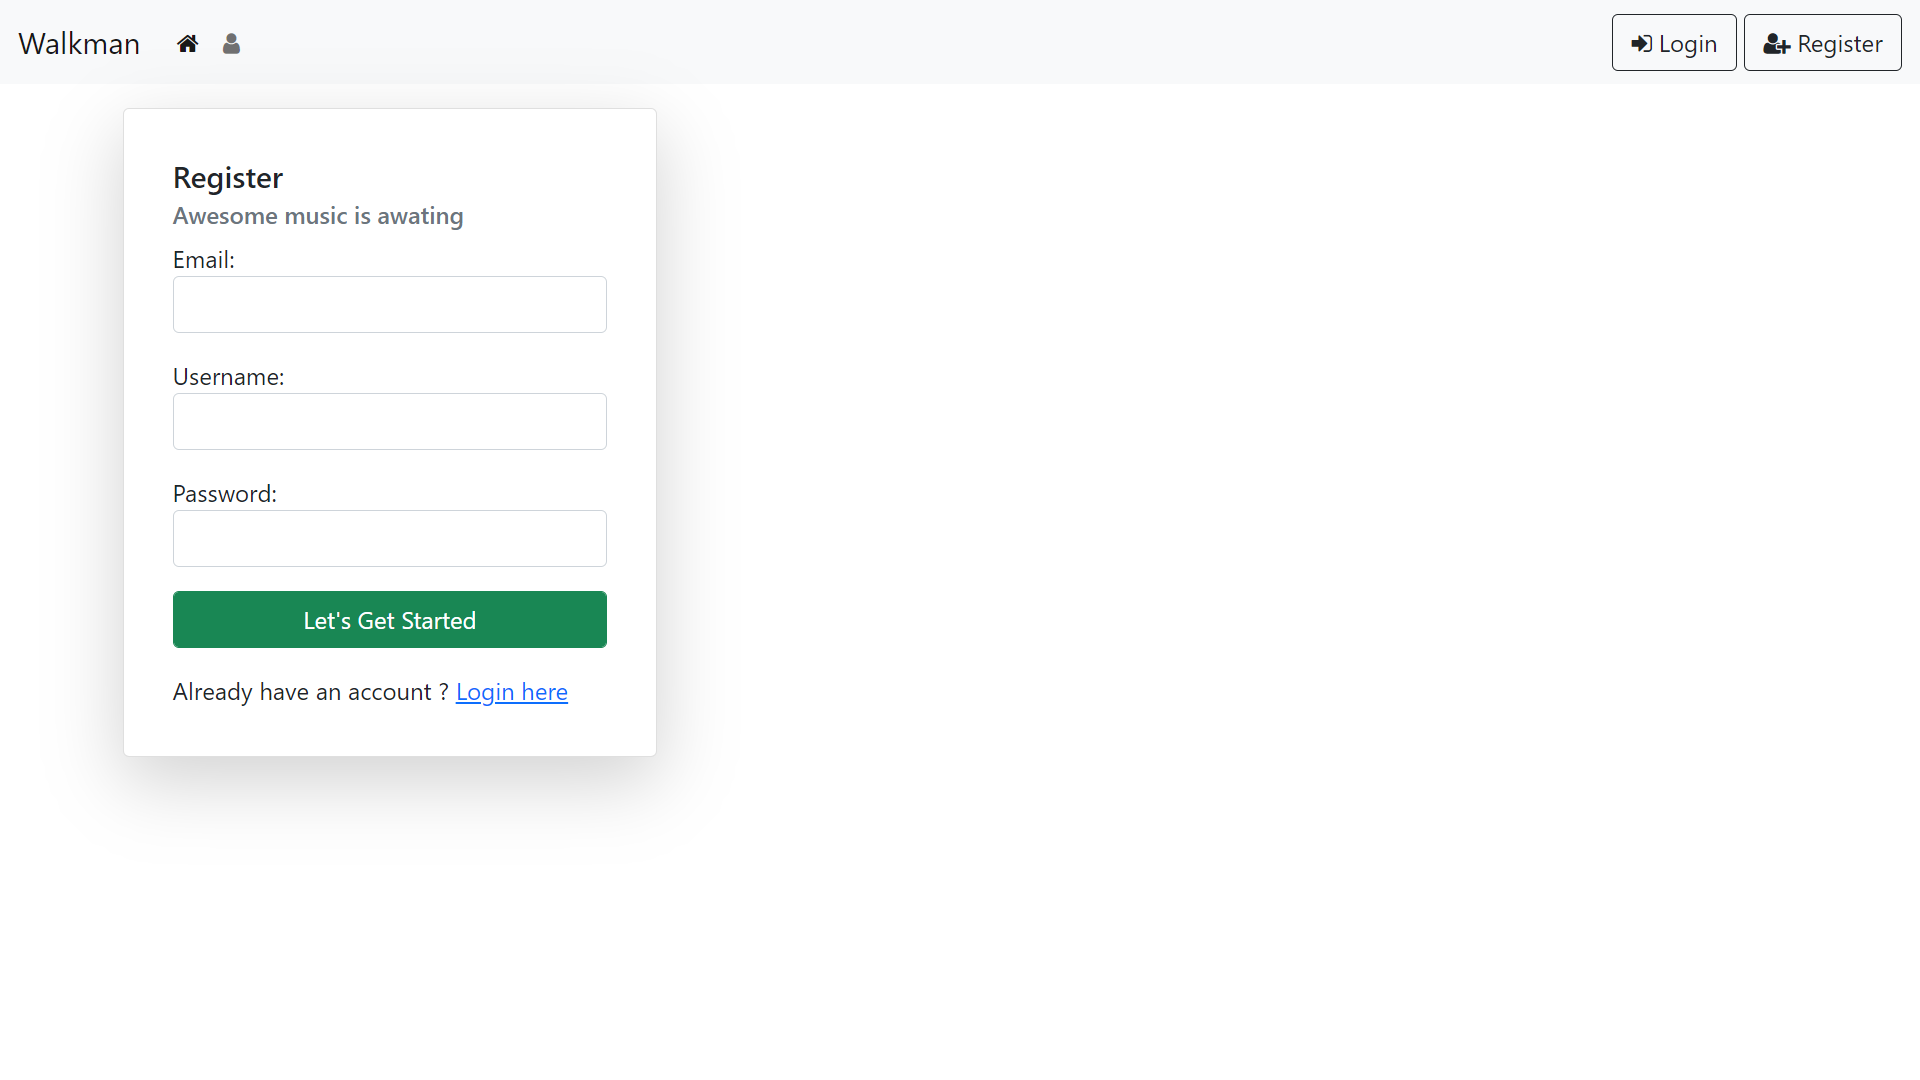 Walkman
Login
Register
Register
Awesome music is awating
Email:
Username:
Password:
Let's Get Started
Already have an account ? Login here